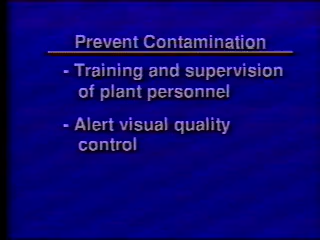 Prevent Contamination
- Training and supervision
of plant personnel
- Alert visual quality
control